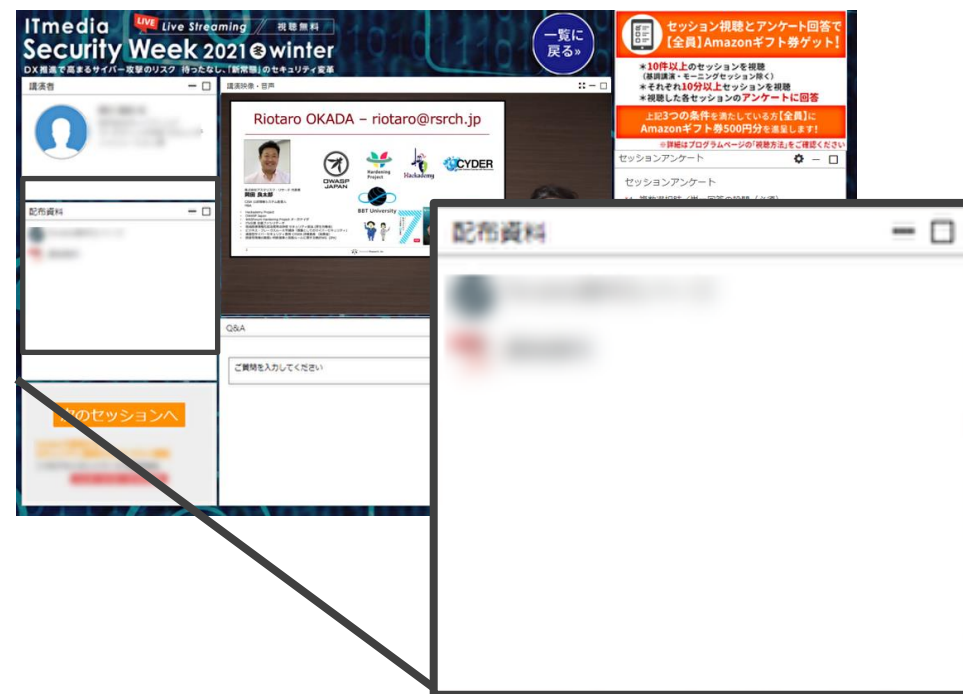 ITmedia LIVE Live Streaming 視聴無料
Security Week 2021 冬 winter
DX推進で高まるサイバー攻撃のリスク 待ったなし、「新常態」のセキュリティ変革
一覧に
戻る»
セッション視聴とアンケート回答で
【全員】Amazonギフト券ゲット!
*10件以上のセッションを視聴
(基調講演・モーニングセッション除く)
*それぞれ10分以上セッションを視聴
*視聴した各セッションのアンケートに回答
上記3つの条件を満たしている方【全員】に
Amazonギフト券500円分を進呈します!
※詳細はプログラムページの「視聴方法」をご確認ください
講演者
講演映像・音声
Riotaro OKADA – riotaro@rsrch.jp
OWASP
JAPAN
Hardening
Project
Hackademy
CYDER
岡田 良太郎
BBT University
セッションアンケート
セッションアンケート
配布資料
Q&A
ご質問を入力してください
次のセッションへ
配布資料